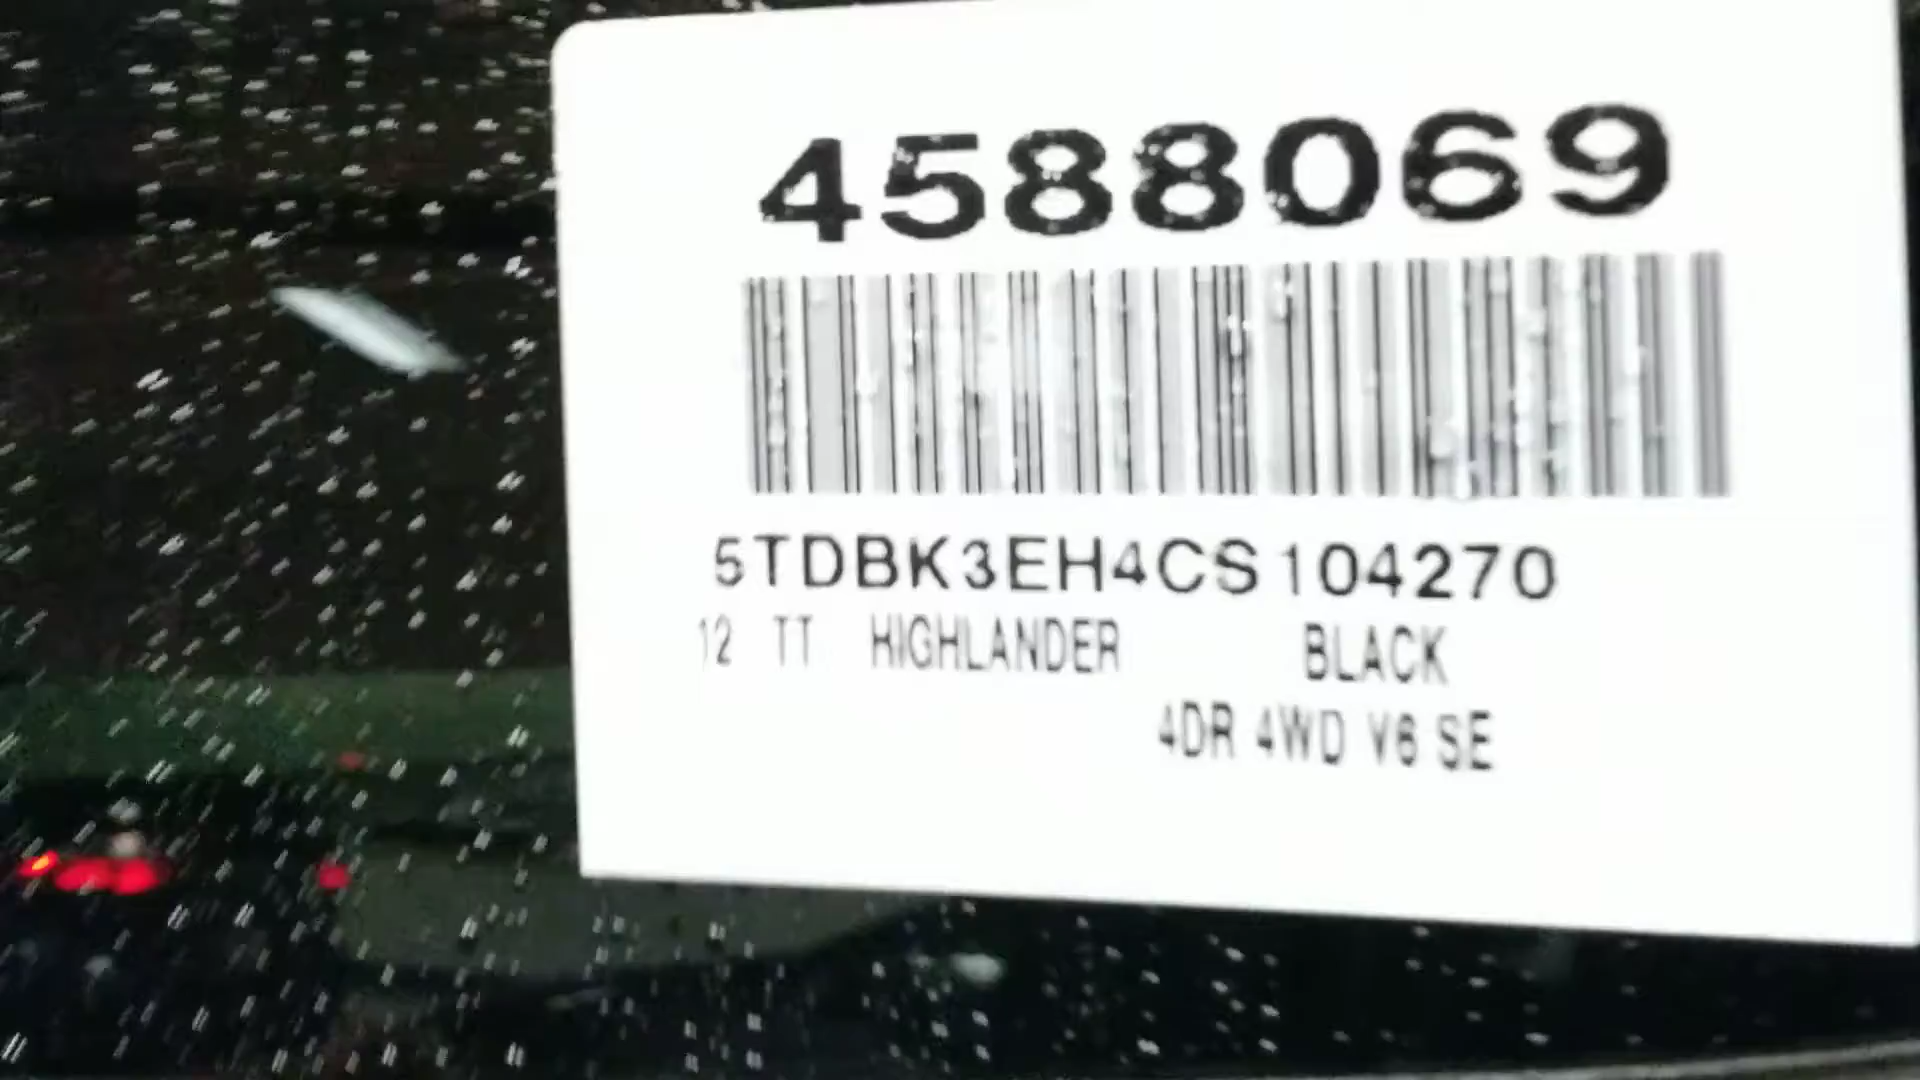 4588069
5TDBK3EH4CS104270
12 TT HIGHLANDER BLACK
4DR 4WD V6 SE